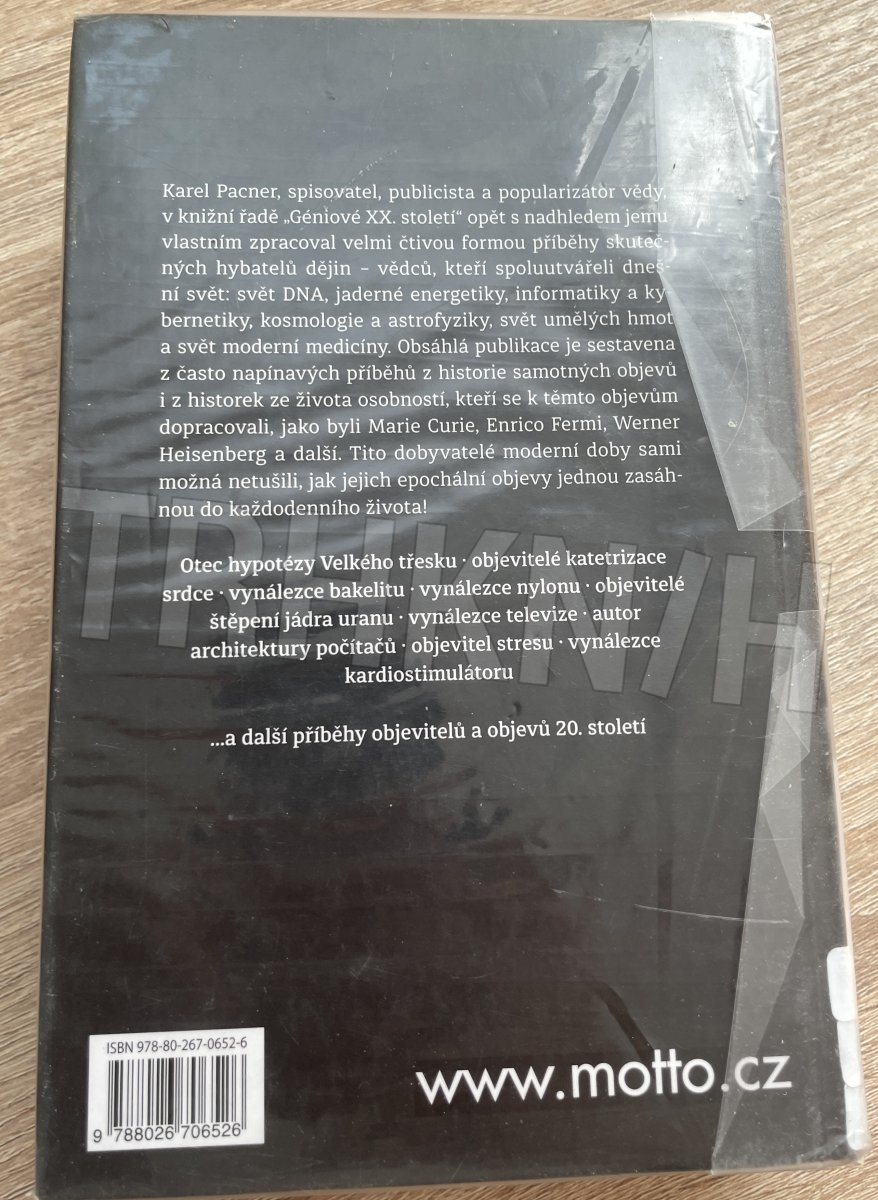 Karel Pacner, spisovatel, publicista a popularizátor vědy,
v knižní řadě „Géniové XX. století“ opět s nadhledem jemu
vlastním zpracoval velmi čtivou formou příběhy skuteč-
ných hybatelů dějin – vědců, kteří spoluutvářeli dneš-
ní svět: svět DNA, jaderné energetiky, informatiky a ky-
bernetiky, kosmologie a astrofyziky, svět umělých hmot
a svět moderní medicíny. Obsáhlá publikace je sestavena
z často napínavých příběhů z historie samotných objevů
i z historek ze života osobností, kteří se k těmto objevům
dopracovali, jako byli Marie Curie, Enrico Fermi, Werner
Heisenberg a další. Tito dobyvatelé moderní doby sami
možná netušili, jak jejich epochální objevy jednou zasáh-
nou do každodenního života!
Otec hypotézy Velkého třesku · objevitelé katetrizace
srdce · vynálezce bakelitu · vynálezce nylonu · objevitelé
štěpení jádra uranu · vynálezce televize · autor
architektury počítačů · objevitel stresu · vynálezce
kardiostimulátoru
...a další příběhy objevitelů a objevů 20. století
TRHKNIH
ISBN 978-80-267-0652-6
9 788026 706526
www.motto.cz